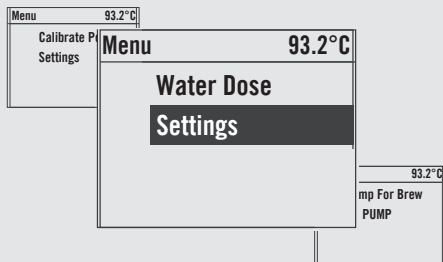 Menu 93.2°C
Calibrate
Settings
Menu 93.2°C
Water Dose
Settings
93.2°C
For Brew
PUMP